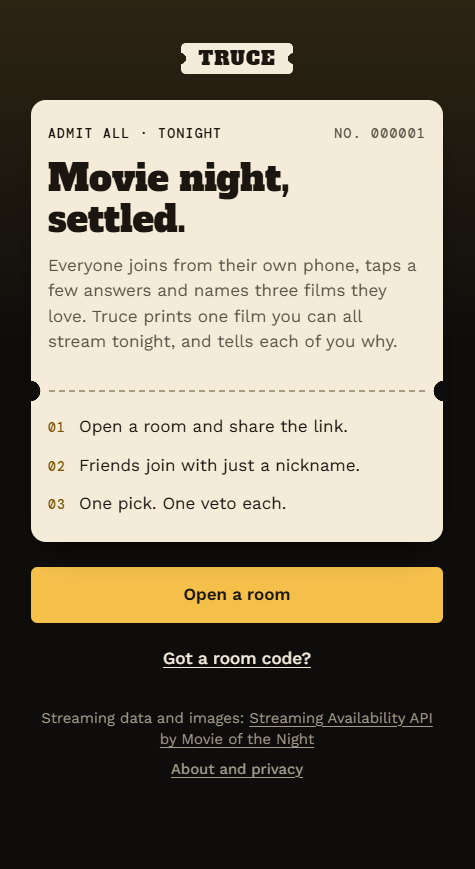 TRUCE
ADMIT ALL · TONIGHT NO. 000001
Movie night,
settled.
Everyone joins from their own phone, taps a
few answers and names three films they
love. Truce prints one film you can all
stream tonight, and tells each of you why.
01 Open a room and share the link.
02 Friends join with just a nickname.
03 One pick. One veto each.
Open a room
Got a room code?
Streaming data and images: Streaming Availability API
by Movie of the Night
About and privacy